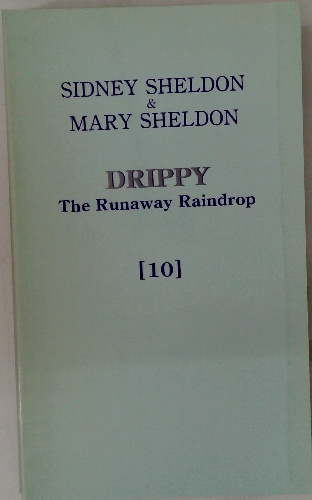 SIDNEY SHELDON
&
MARY SHELDON
DRIPPY
The Runaway Raindrop
[10]